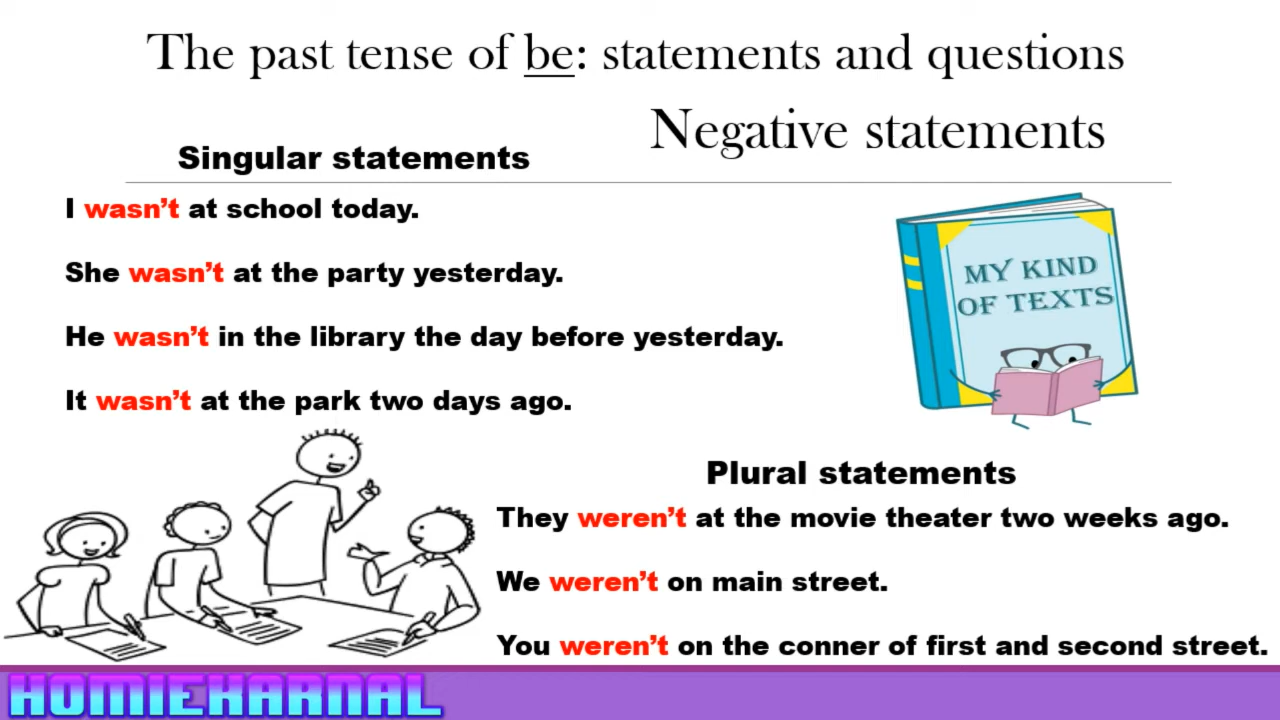 The past tense of be: statements and questions
Negative statements
Singular statements
I wasn't at school today.
She wasn't at the party yesterday.
He wasn't in the library the day before yesterday.
It wasn't at the park two days ago.
MY KIND
OF TEXTS
Plural statements
They weren't at the movie theater two weeks ago.
We weren't on main street.
You weren't on the conner of first and second street.
HOMIEKARNAL